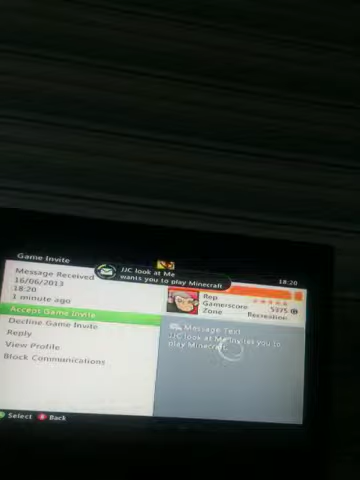 Game Invite
JJC look at Me
wants you to play Minecraft
18:20
Message Received
16/06/2013
18:20
1 minute ago
Rep
Gamerscore 5375 G
Zone Recreation
Accept Game Invite
Decline Game Invite
Reply
View Profile
Block Communications
Message Text
JJC look at Me invites you to
play Minecraft.
Select B Back